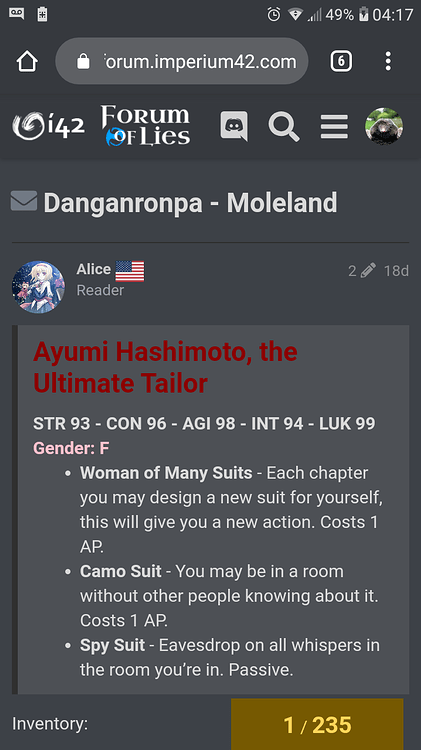 49% 04:17
forum.imperium42.com 6
i42 FORUM OF LIES
Danganronpa - Moleland
Alice 2 18d
Reader
Ayumi Hashimoto, the
Ultimate Tailor
STR 93 - CON 96 - AGI 98 - INT 94 - LUK 99
Gender: F
• Woman of Many Suits - Each chapter
you may design a new suit for yourself,
this will give you a new action. Costs 1
AP.
• Camo Suit - You may be in a room
without other people knowing about it.
Costs 1 AP.
• Spy Suit - Eavesdrop on all whispers in
the room you're in. Passive.
Inventory: 1 / 235